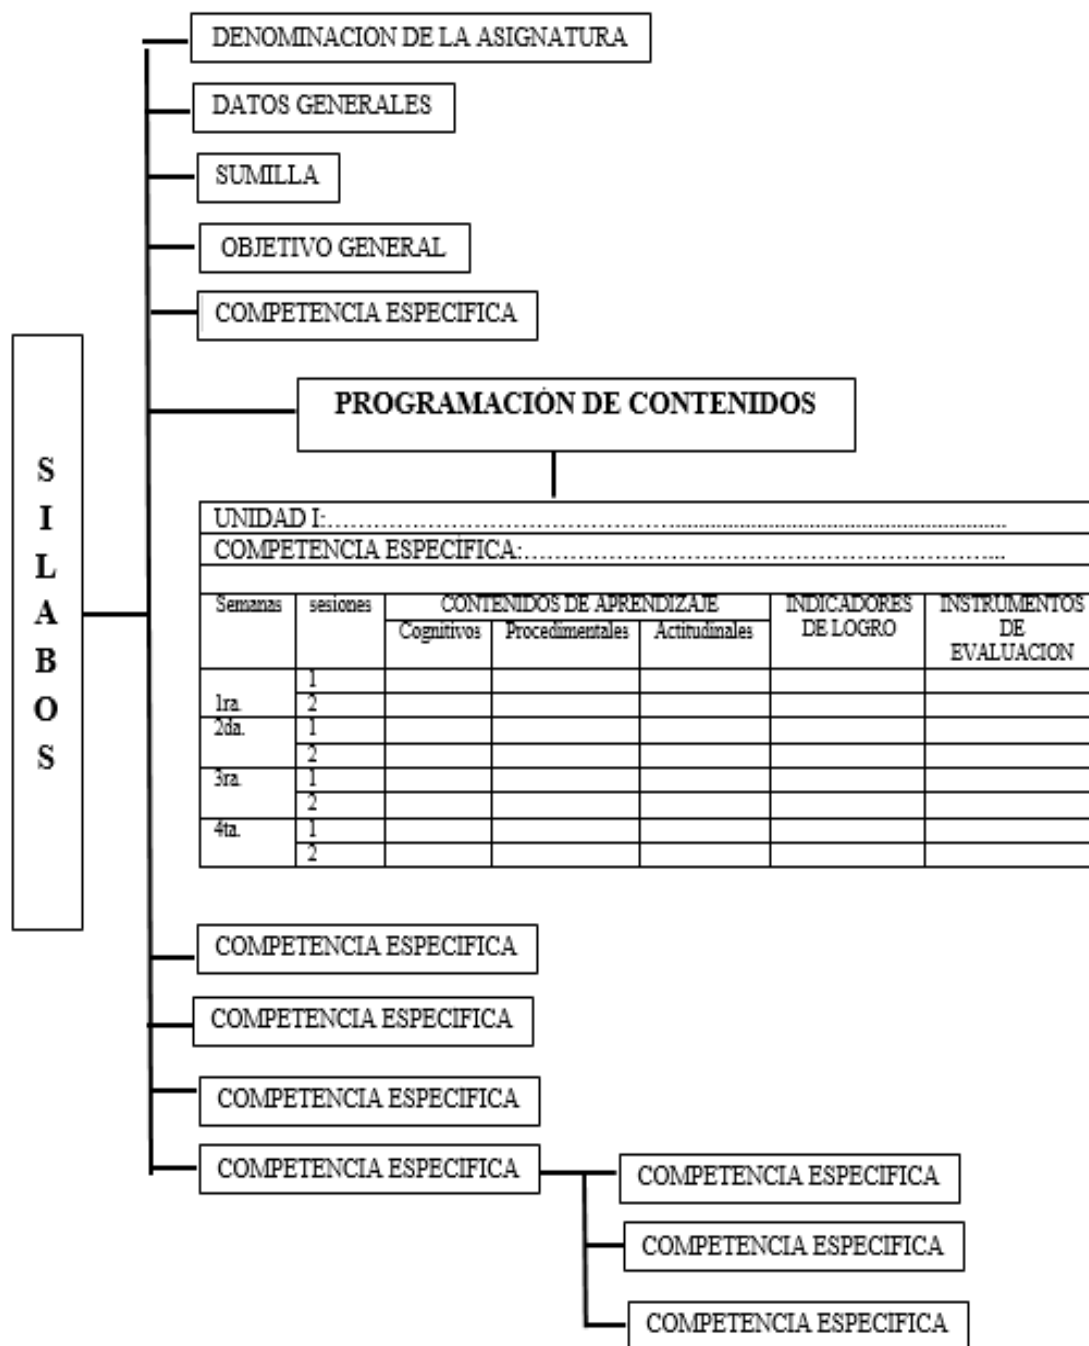 DENOMINACION DE LA ASIGNATURA
DATOS GENERALES
SUMILLA
OBJETIVO GENERAL
COMPETENCIA ESPECIFICA
SILABOS
PROGRAMACIÓN DE CONTENIDOS
UNIDAD I:……………………………………………......................................................
COMPETENCIA ESPECÍFICA:……………………………………………………………...
Semanas sesiones CONTENIDOS DE APRENDIZAJE INDICADORES DE LOGRO INSTRUMENTOS DE EVALUACION
Cognitivos Procedimentales Actitudinales
1ra. 1
2
2da. 1
2
3ra. 1
2
4ta. 1
2
COMPETENCIA ESPECIFICA
COMPETENCIA ESPECIFICA
COMPETENCIA ESPECIFICA
COMPETENCIA ESPECIFICA
COMPETENCIA ESPECIFICA
COMPETENCIA ESPECIFICA
COMPETENCIA ESPECIFICA